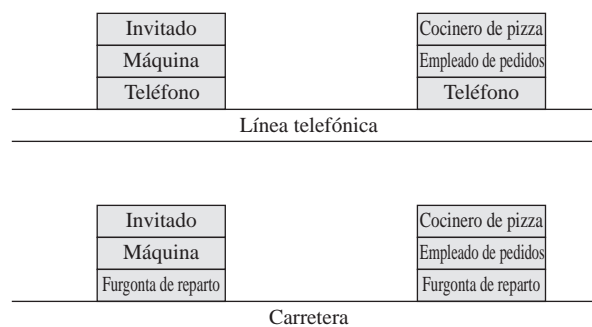 Invitado
Cocinero de pizza
Máquina
Empleado de pedidos
Teléfono
Teléfono
Línea telefónica
Invitado
Cocinero de pizza
Máquina
Empleado de pedidos
Furgonta de reparto
Furgonta de reparto
Carretera